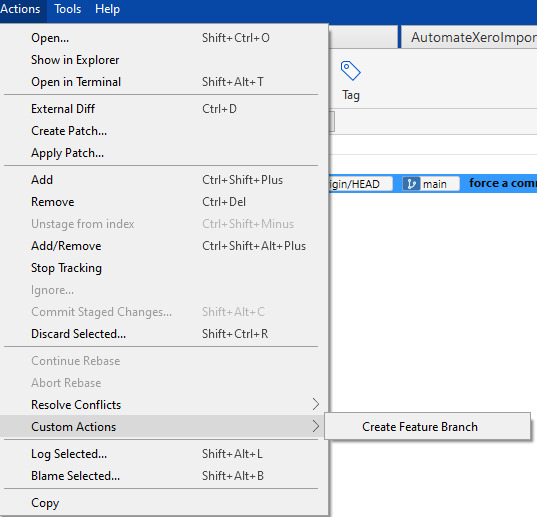 Actions Tools Help
Open... Shift+Ctrl+O
AutomateXeroImpor
Show in Explorer
Open in Terminal Shift+Alt+T
Tag
External Diff Ctrl+D
Create Patch...
Apply Patch...
Add Ctrl+Shift+Plus
igin/HEAD main force a comm
Remove Ctrl+Del
Unstage from index Ctrl+Shift+Minus
Add/Remove Ctrl+Shift+Alt+Plus
Stop Tracking
Ignore...
Commit Staged Changes... Shift+Alt+C
Discard Selected... Shift+Ctrl+R
Continue Rebase
Abort Rebase
Resolve Conflicts
Custom Actions Create Feature Branch
Log Selected... Shift+Alt+L
Blame Selected... Shift+Alt+B
Copy